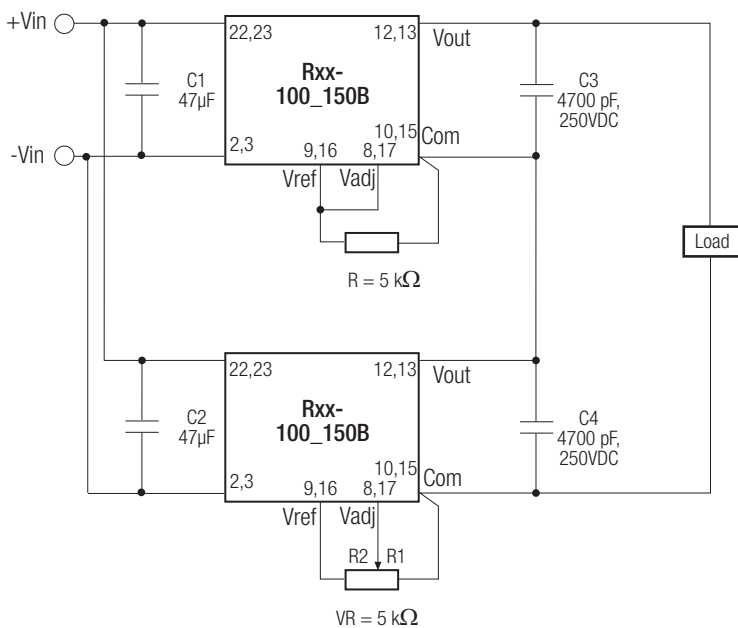 +Vin
22,23
12,13
Vout
C1
47µF
Rxx-
100_150B
C3
4700 pF,
250VDC
-Vin
2,3
9,16
8,17
10,15
Com
Vref
Vadj
Load
R = 5 kΩ
22,23
12,13
Vout
C2
47µF
Rxx-
100_150B
C4
4700 pF,
250VDC
2,3
9,16
8,17
10,15
Com
Vref
Vadj
R2
R1
VR = 5 kΩ